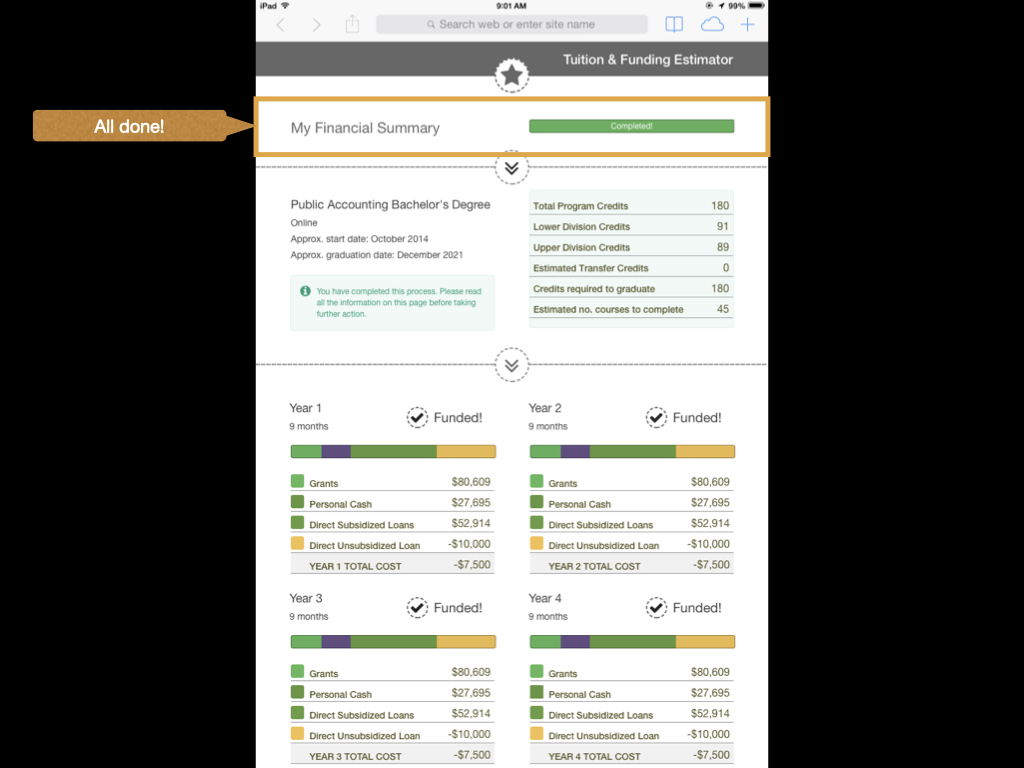 iPad 9:01 AM 99%
Search web or enter site name
Tuition & Funding Estimator
All done!
My Financial Summary
Completed!
Public Accounting Bachelor's Degree
Online
Approx. start date: October 2014
Approx. graduation date: December 2021
You have completed this process. Please read
all the information on this page before taking
further action.
Total Program Credits 180
Lower Division Credits 91
Upper Division Credits 89
Estimated Transfer Credits 0
Credits required to graduate 180
Estimated no. courses to complete 45
Year 1
9 months
Funded!
Grants $80,609
Personal Cash $27,695
Direct Subsidized Loans $52,914
Direct Unsubsidized Loan -$10,000
YEAR 1 TOTAL COST -$7,500
Year 2
9 months
Funded!
Grants $80,609
Personal Cash $27,695
Direct Subsidized Loans $52,914
Direct Unsubsidized Loan -$10,000
YEAR 2 TOTAL COST -$7,500
Year 3
9 months
Funded!
Grants $80,609
Personal Cash $27,695
Direct Subsidized Loans $52,914
Direct Unsubsidized Loan -$10,000
YEAR 3 TOTAL COST -$7,500
Year 4
9 months
Funded!
Grants $80,609
Personal Cash $27,695
Direct Subsidized Loans $52,914
Direct Unsubsidized Loan -$10,000
YEAR 4 TOTAL COST -$7,500